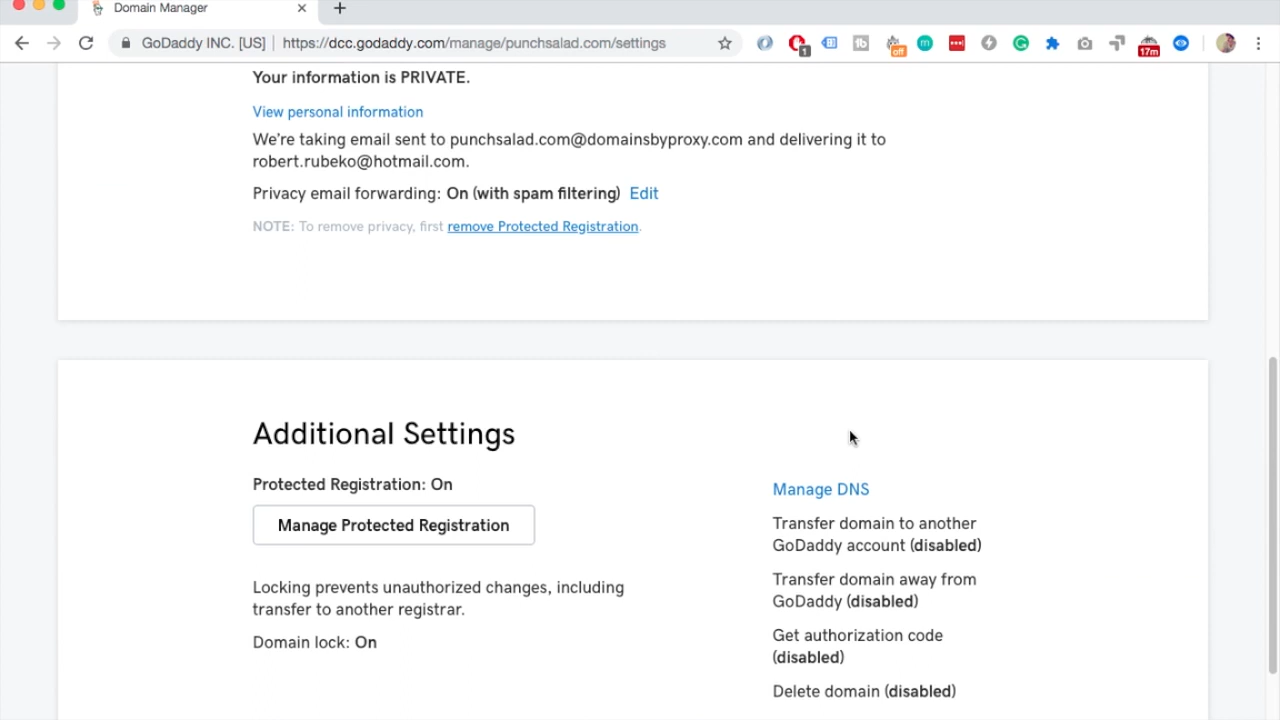 Domain Manager
GoDaddy INC. [US] https://dcc.godaddy.com/manage/punchsalad.com/settings
1
off
17m
Your information is PRIVATE.
View personal information
We're taking email sent to punchsalad.com@domainsbyproxy.com and delivering it to
robert.rubeko@hotmail.com.
Privacy email forwarding: On (with spam filtering) Edit
NOTE: To remove privacy, first remove Protected Registration.
Additional Settings
Protected Registration: On
Manage Protected Registration
Locking prevents unauthorized changes, including
transfer to another registrar.
Domain lock: On
Manage DNS
Transfer domain to another
GoDaddy account (disabled)
Transfer domain away from
GoDaddy (disabled)
Get authorization code
(disabled)
Delete domain (disabled)